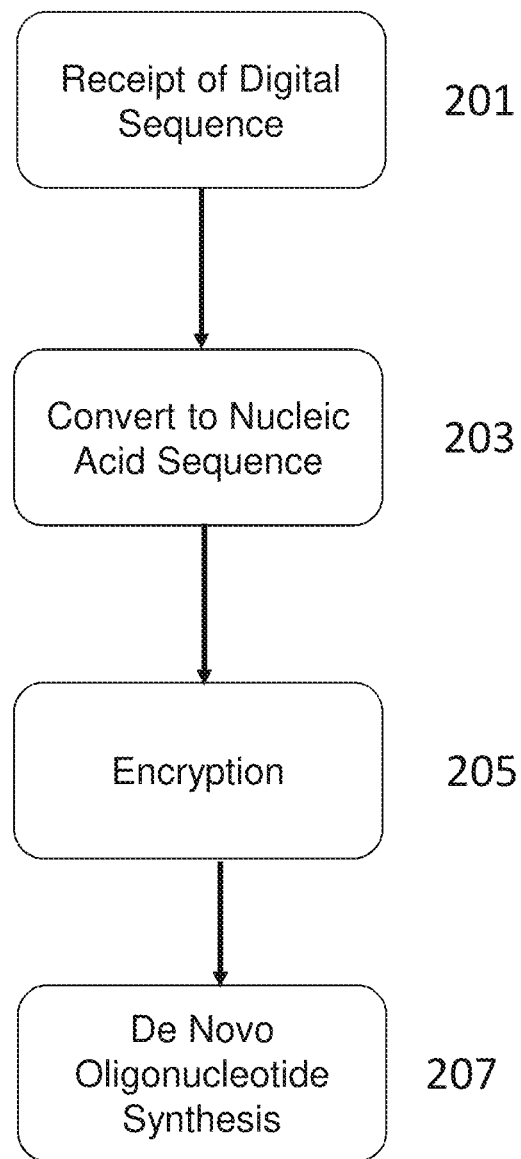 Receipt of Digital
Sequence
201
Convert to Nucleic
Acid Sequence
203
Encryption
205
De Novo
Oligonucleotide
Synthesis
207